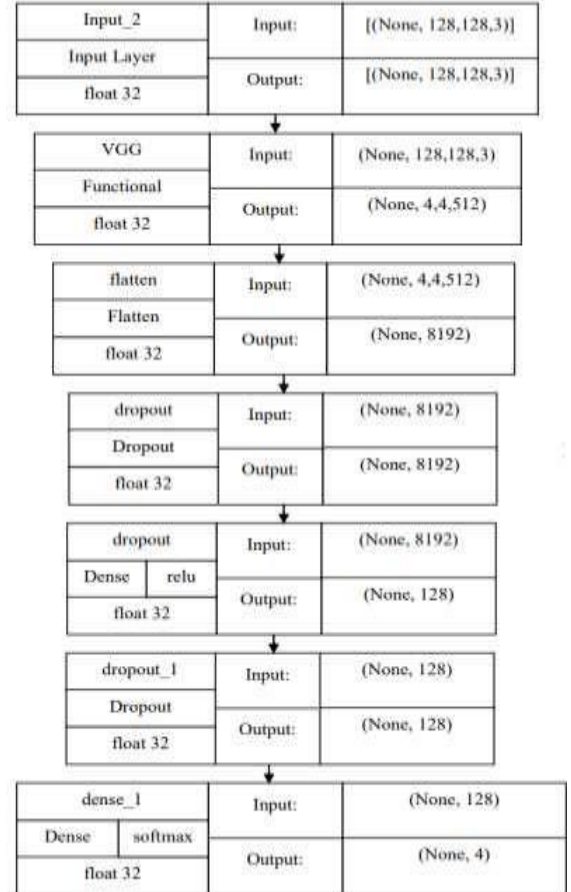 Input_2 Input: [(None, 128,128,3)]
Input Layer
Output: [(None, 128,128,3)]
float 32
VGG Input: (None, 128,128,3)
Functional
Output: (None, 4,4,512)
float 32
flatten Input: (None, 4,4,512)
Flatten
Output: (None, 8192)
float 32
dropout Input: (None, 8192)
Dropout
Output: (None, 8192)
float 32
dropout Input: (None, 8192)
Dense relu
Output: (None, 128)
float 32
dropout_1 Input: (None, 128)
Dropout
Output: (None, 128)
float 32
dense_1 Input: (None, 128)
Dense softmax
Output: (None, 4)
float 32